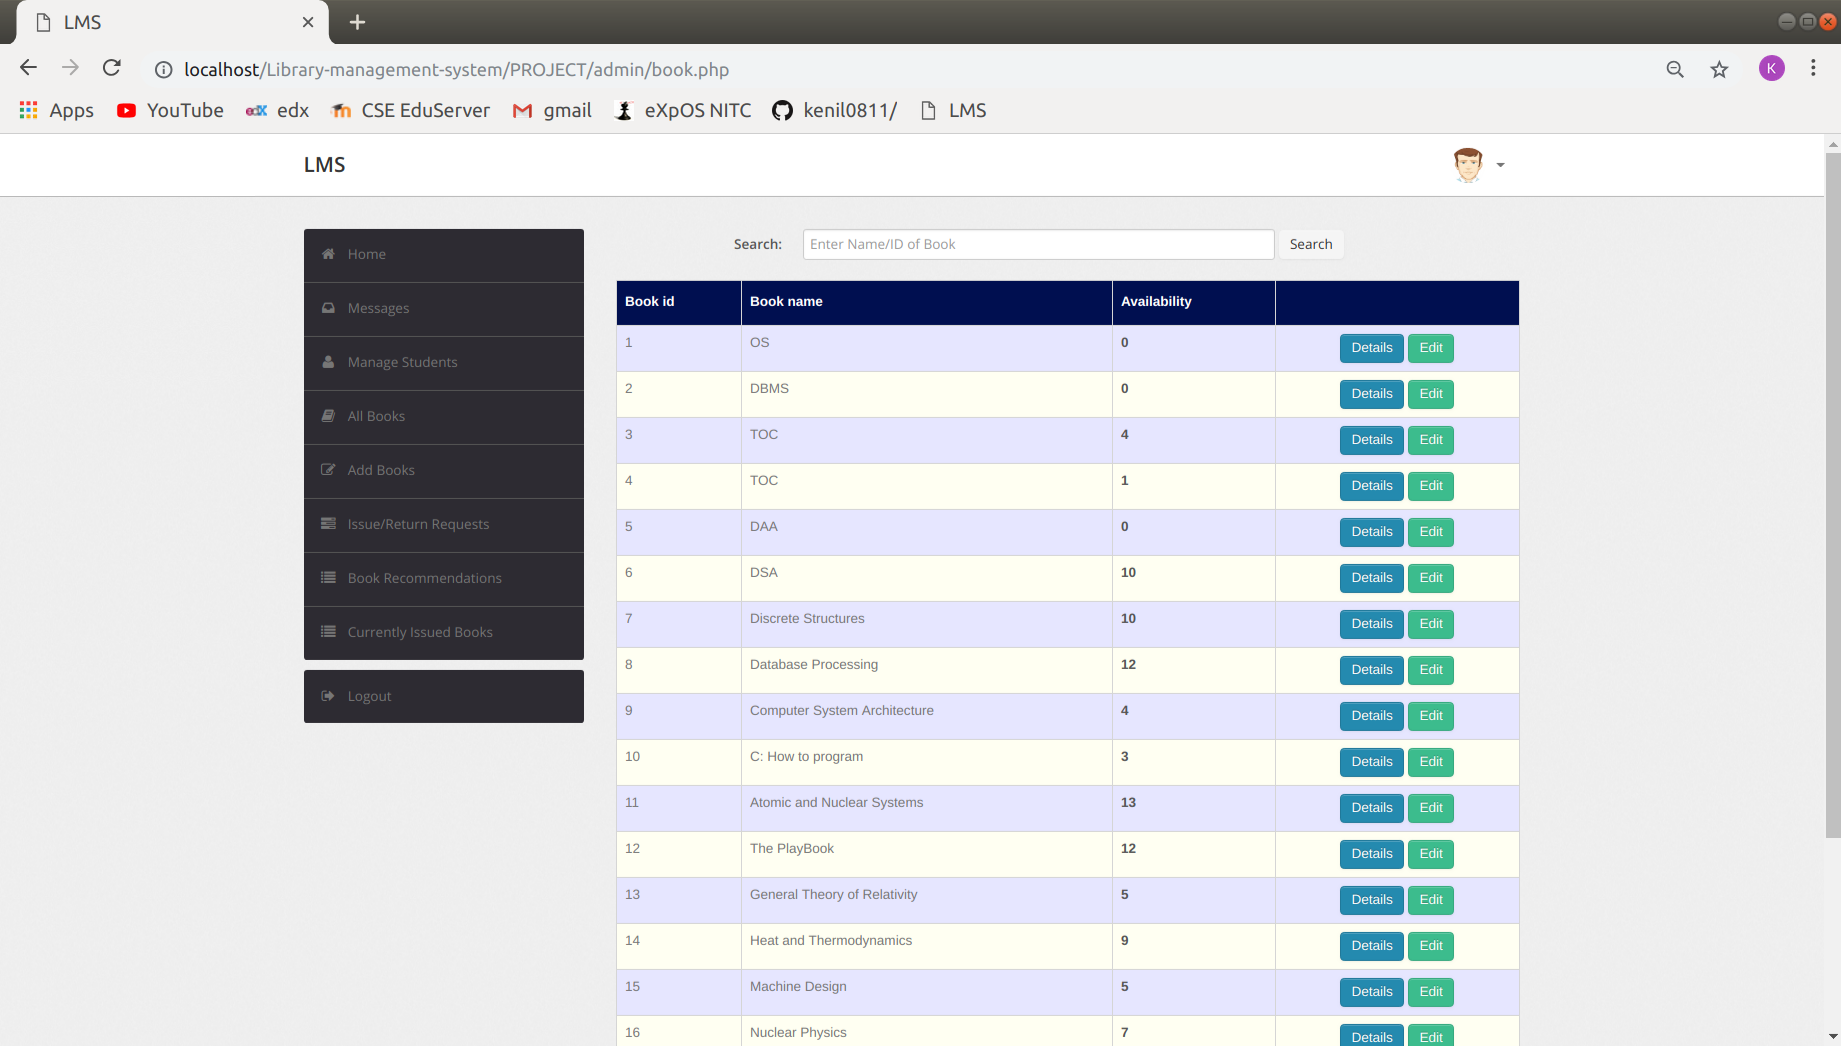 LMS
localhost/Library-management-system/PROJECT/admin/book.php
K
Apps YouTube edx CSE EduServer gmail eXpOS NITC kenil0811/ LMS
LMS
Home
Messages
Manage Students
All Books
Add Books
Issue/Return Requests
Book Recommendations
Currently Issued Books
Logout
Search: Enter Name/ID of Book Search
Book id Book name Availability
1 OS 0 Details Edit
2 DBMS 0 Details Edit
3 TOC 4 Details Edit
4 TOC 1 Details Edit
5 DAA 0 Details Edit
6 DSA 10 Details Edit
7 Discrete Structures 10 Details Edit
8 Database Processing 12 Details Edit
9 Computer System Architecture 4 Details Edit
10 C: How to program 3 Details Edit
11 Atomic and Nuclear Systems 13 Details Edit
12 The PlayBook 12 Details Edit
13 General Theory of Relativity 5 Details Edit
14 Heat and Thermodynamics 9 Details Edit
15 Machine Design 5 Details Edit
16 Nuclear Physics 7 Details Edit